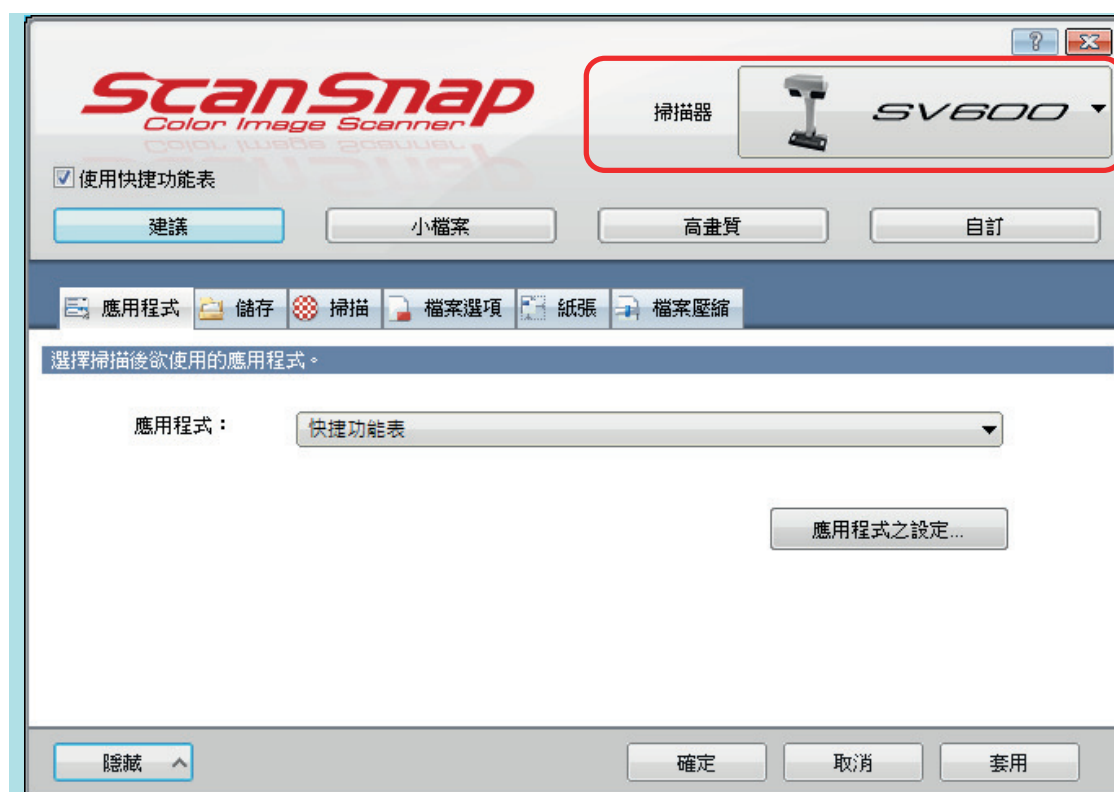 ScanSnap
Color Image Scanner
掃描器
SV600
使用快捷功能表
建議 小檔案 高畫質 自訂
應用程式 儲存 掃描 檔案選項 紙張 檔案壓縮
選擇掃描後欲使用的應用程式。
應用程式： 快捷功能表
應用程式之設定...
隱藏 確定 取消 套用